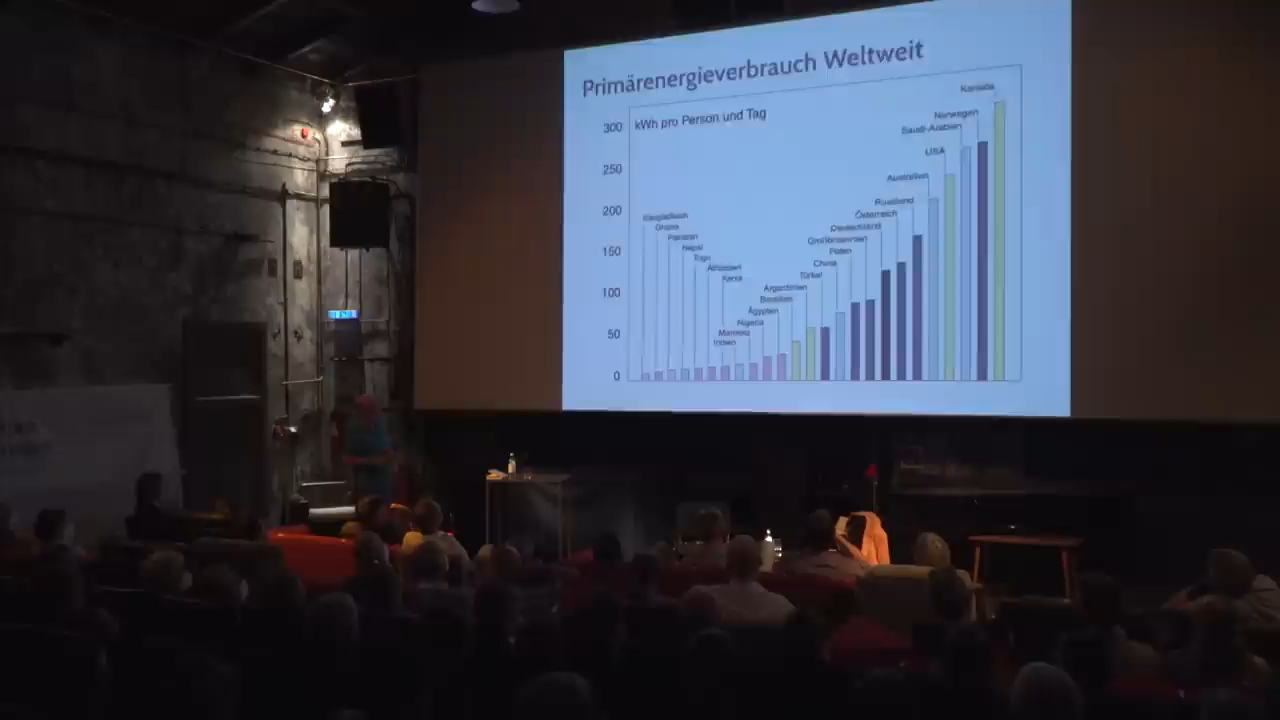 Primärenergieverbrauch Weltweit
kWh pro Person und Tag
300
250
200
150
100
50
0
Bangladesch
Ghana
Pakistan
Nepal
Togo
Äthiopien
Kenia
Indien
Marokko
Nigeria
Ägypten
Brasilien
Argentinien
Türkei
China
Polen
Großbritannien
Deutschland
Österreich
Russland
Australien
USA
Saudi-Arabien
Norwegen
Kanada